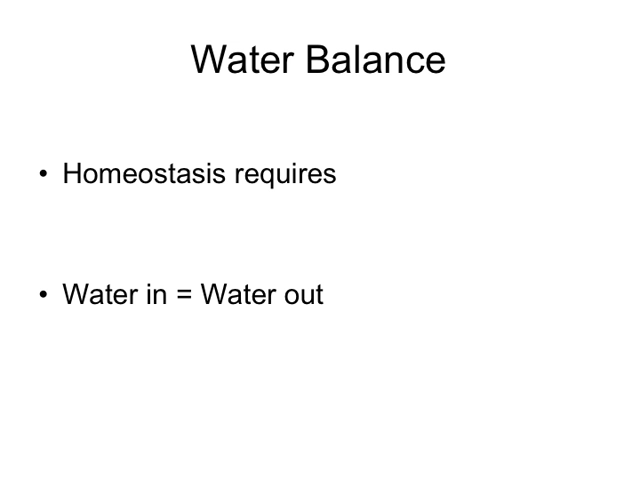 Water Balance
• Homeostasis requires
• Water in = Water out